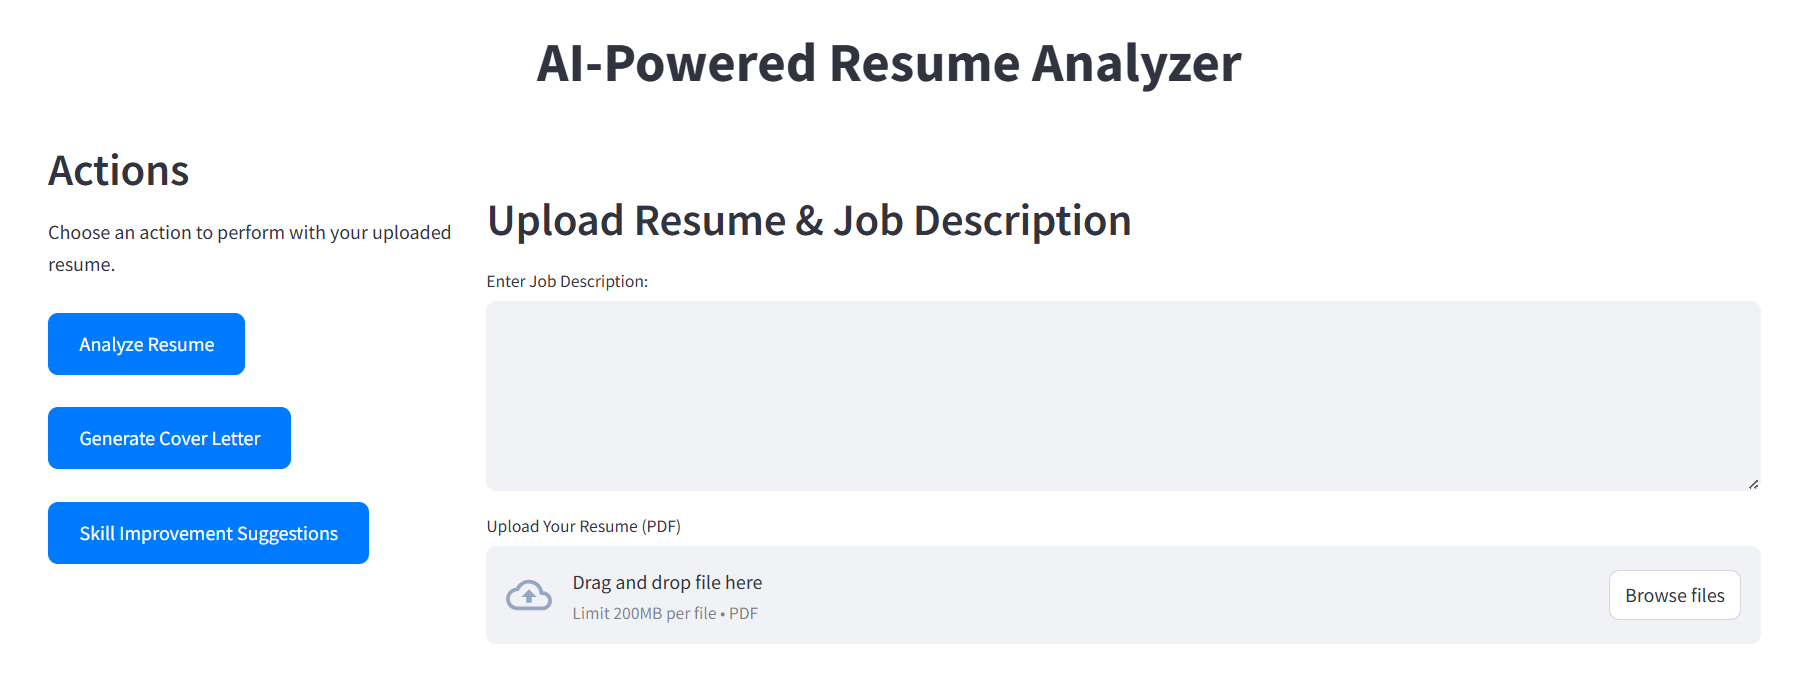 AI-Powered Resume Analyzer
Actions
Choose an action to perform with your uploaded
resume.
Analyze Resume
Generate Cover Letter
Skill Improvement Suggestions
Upload Resume & Job Description
Enter Job Description:
Upload Your Resume (PDF)
Drag and drop file here
Limit 200MB per file • PDF
Browse files